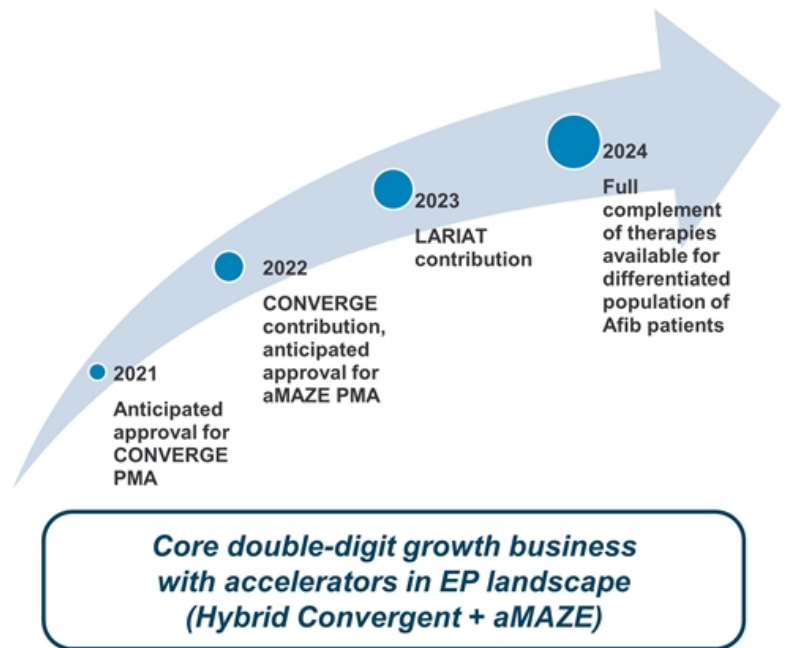 2024
Full
complement
of therapies
available for
differentiated
population of
Afib patients
2023
LARIAT
contribution
2022
CONVERGE
contribution,
anticipated
approval for
aMAZE PMA
2021
Anticipated
approval for
CONVERGE
PMA
Core double-digit growth business
with accelerators in EP landscape
(Hybrid Convergent + aMAZE)